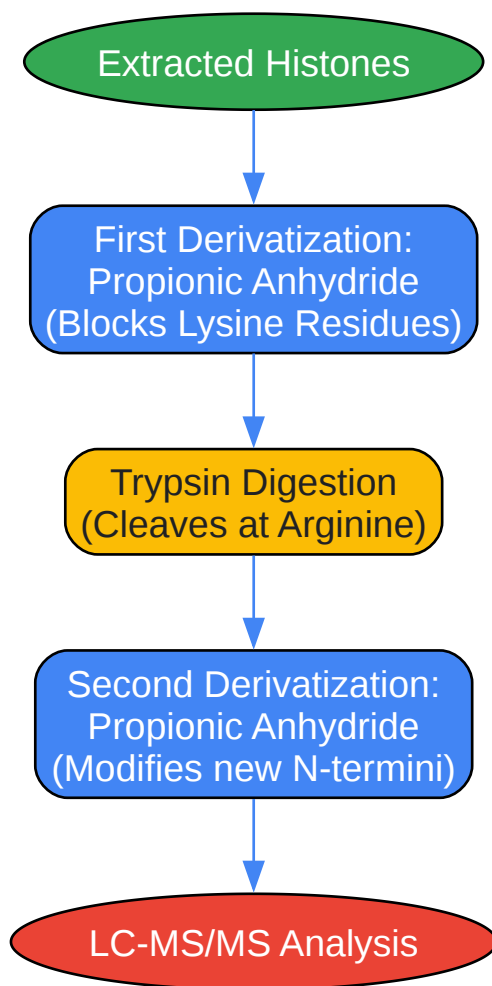 Extracted Histones
First Derivatization:
Propionic Anhydride
(Blocks Lysine Residues)
Trypsin Digestion
(Cleaves at Arginine)
Second Derivatization:
Propionic Anhydride
(Modifies new N-termini)
LC-MS/MS Analysis